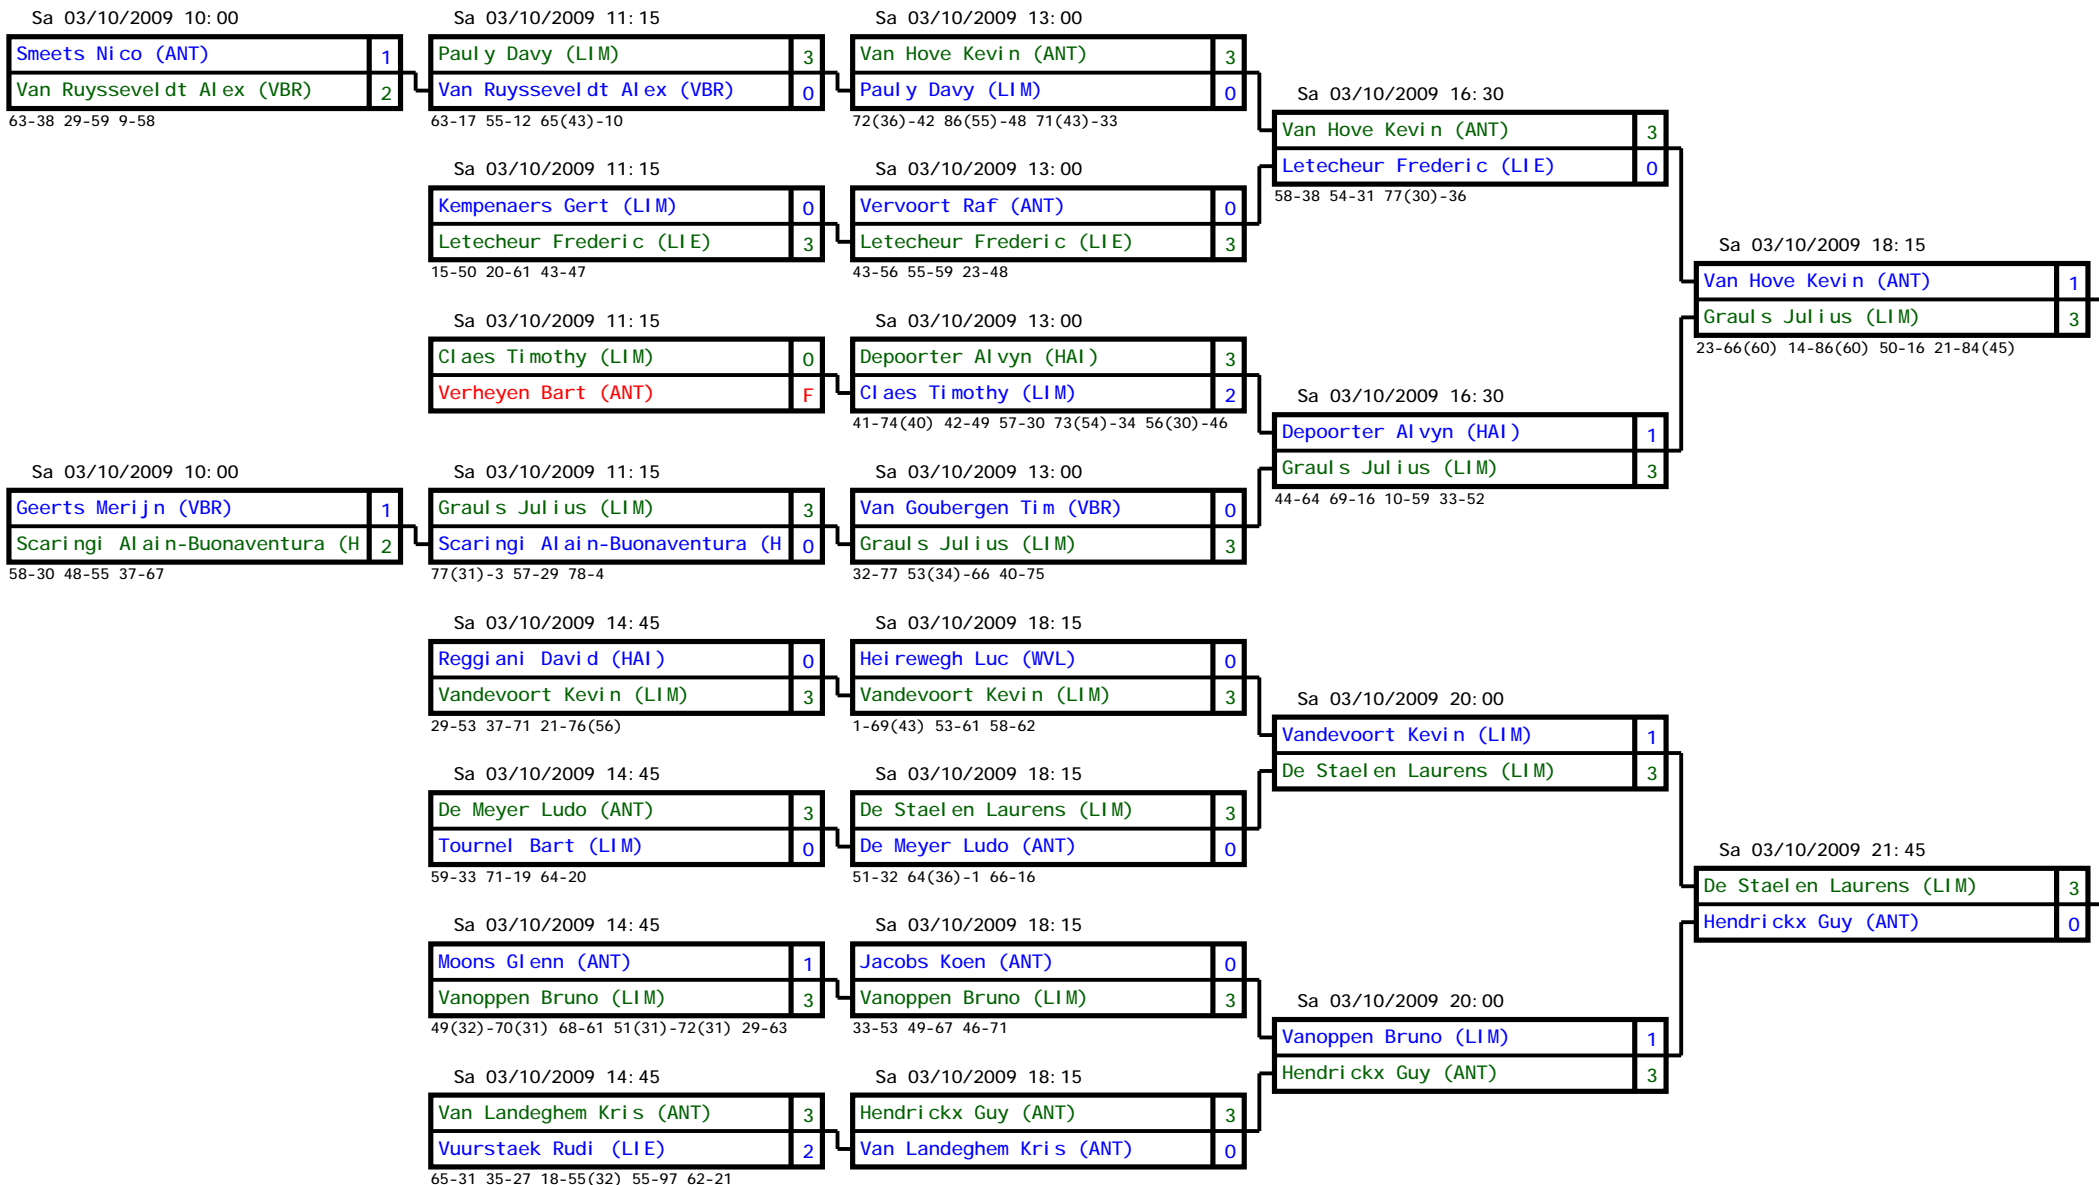 Sa 03/10/2009 10:00
Smeets Nico (ANT) 1
Van Ruysseveldt Alex (VBR) 2
63-38 29-59 9-58
Sa 03/10/2009 10:00
Geerts Merijn (VBR) 1
Scaringi Alain-Buonaventura (H 2
58-30 48-55 37-67
Sa 03/10/2009 11:15
Pauly Davy (LIM) 3
Van Ruysseveldt Alex (VBR) 0
63-17 55-12 65(43)-10
Sa 03/10/2009 11:15
Kempenaers Gert (LIM) 0
Letecheur Frederic (LIE) 3
15-50 20-61 43-47
Sa 03/10/2009 11:15
Claes Timothy (LIM) 0
Verheyen Bart (ANT) F
Sa 03/10/2009 11:15
Grauls Julius (LIM) 3
Scaringi Alain-Buonaventura (H 0
77(31)-3 57-29 78-4
Sa 03/10/2009 14:45
Reggiani David (HAI) 0
Vandevoort Kevin (LIM) 3
29-53 37-71 21-76(56)
Sa 03/10/2009 14:45
De Meyer Ludo (ANT) 3
Tournel Bart (LIM) 0
59-33 71-19 64-20
Sa 03/10/2009 14:45
Moons Glenn (ANT) 1
Vanoppen Bruno (LIM) 3
49(32)-70(31) 68-61 51(31)-72(31) 29-63
Sa 03/10/2009 14:45
Van Landeghem Kris (ANT) 3
Vuurstaek Rudi (LIE) 2
65-31 35-27 18-55(32) 55-97 62-21
Sa 03/10/2009 13:00
Van Hove Kevin (ANT) 3
Pauly Davy (LIM) 0
72(36)-42 86(55)-48 71(43)-33
Sa 03/10/2009 13:00
Vervoort Raf (ANT) 0
Letecheur Frederic (LIE) 3
43-56 55-59 23-48
Sa 03/10/2009 13:00
Depoorter Alvyn (HAI) 3
Claes Timothy (LIM) 2
41-74(40) 42-49 57-30 73(54)-34 56(30)-46
Sa 03/10/2009 13:00
Van Goubergen Tim (VBR) 0
Grauls Julius (LIM) 3
32-77 53(34)-66 40-75
Sa 03/10/2009 18:15
Heirewegh Luc (WVL) 0
Vandevoort Kevin (LIM) 3
1-69(43) 53-61 58-62
Sa 03/10/2009 18:15
De Staelen Laurens (LIM) 3
De Meyer Ludo (ANT) 0
51-32 64(36)-1 66-16
Sa 03/10/2009 18:15
Jacobs Koen (ANT) 0
Vanoppen Bruno (LIM) 3
33-53 49-67 46-71
Sa 03/10/2009 18:15
Hendrickx Guy (ANT) 3
Van Landeghem Kris (ANT) 0
Sa 03/10/2009 16:30
Van Hove Kevin (ANT) 3
Letecheur Frederic (LIE) 0
58-38 54-31 77(30)-36
Sa 03/10/2009 16:30
Depoorter Alvyn (HAI) 1
Grauls Julius (LIM) 3
44-64 69-16 10-59 33-52
Sa 03/10/2009 20:00
Vandevoort Kevin (LIM) 1
De Staelen Laurens (LIM) 3
Sa 03/10/2009 20:00
Vanoppen Bruno (LIM) 1
Hendrickx Guy (ANT) 3
Sa 03/10/2009 18:15
Van Hove Kevin (ANT) 1
Grauls Julius (LIM) 3
23-66(60) 14-86(60) 50-16 21-84(45)
Sa 03/10/2009 21:45
De Staelen Laurens (LIM) 3
Hendrickx Guy (ANT) 0